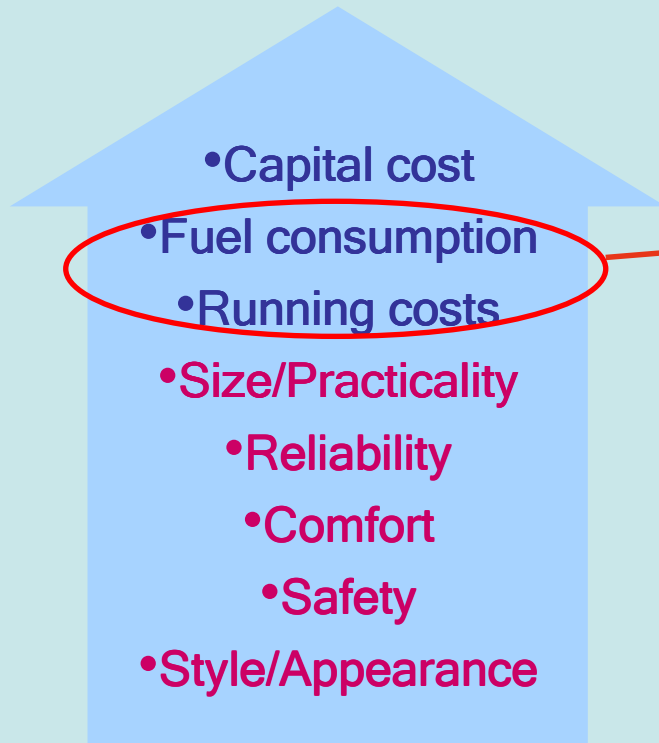 •Capital cost
•Fuel consumption
•Running costs
•Size/Practicality
•Reliability
•Comfort
•Safety
•Style/Appearance